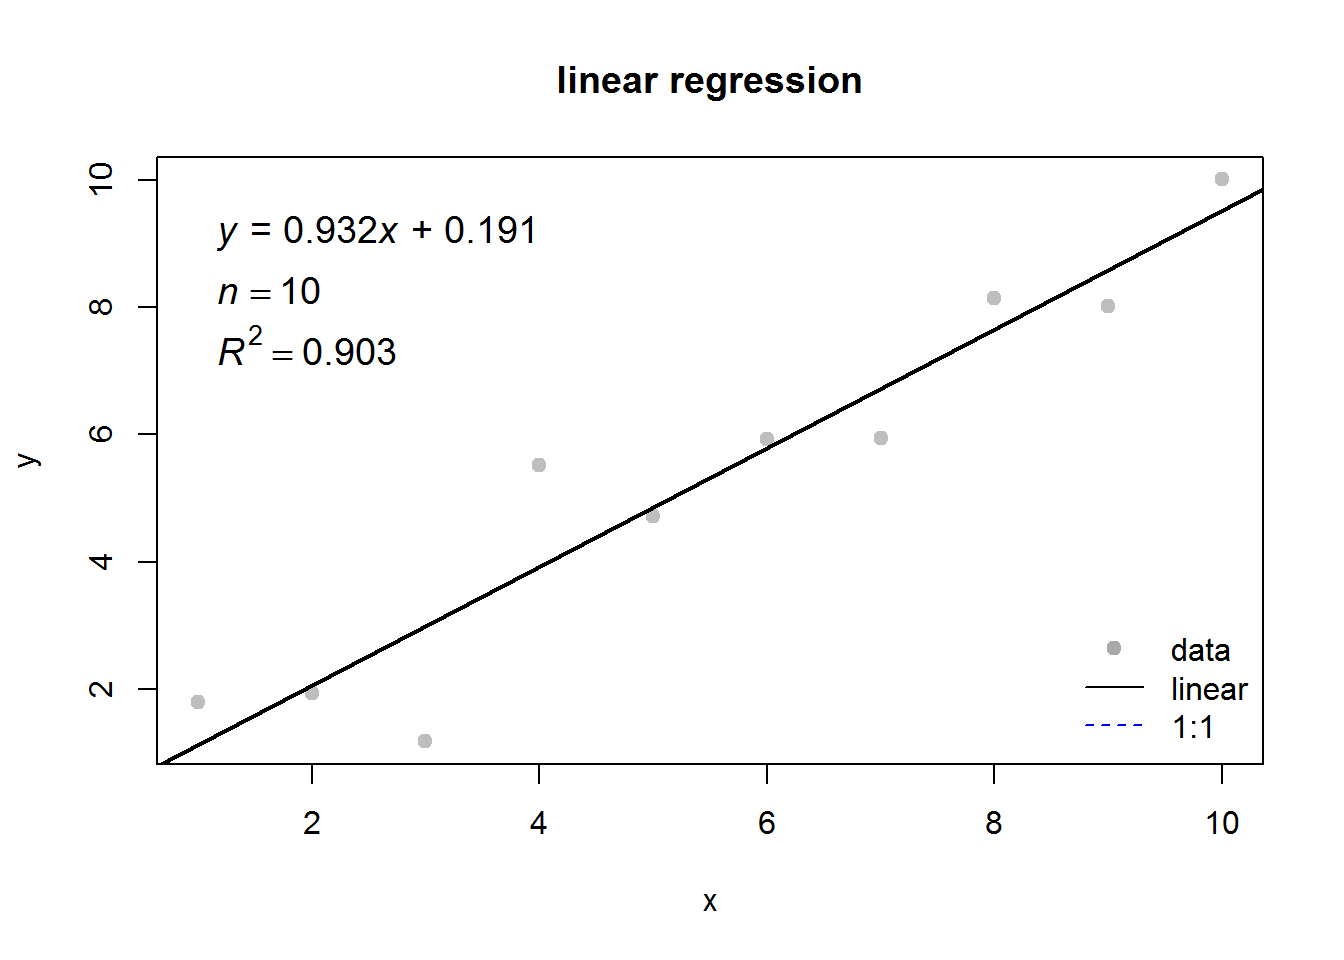 linear regression
y = 0.932x + 0.191
n = 10
R² = 0.903
10
8
6
4
2
y
data
linear
1:1
2 4 6 8 10
x